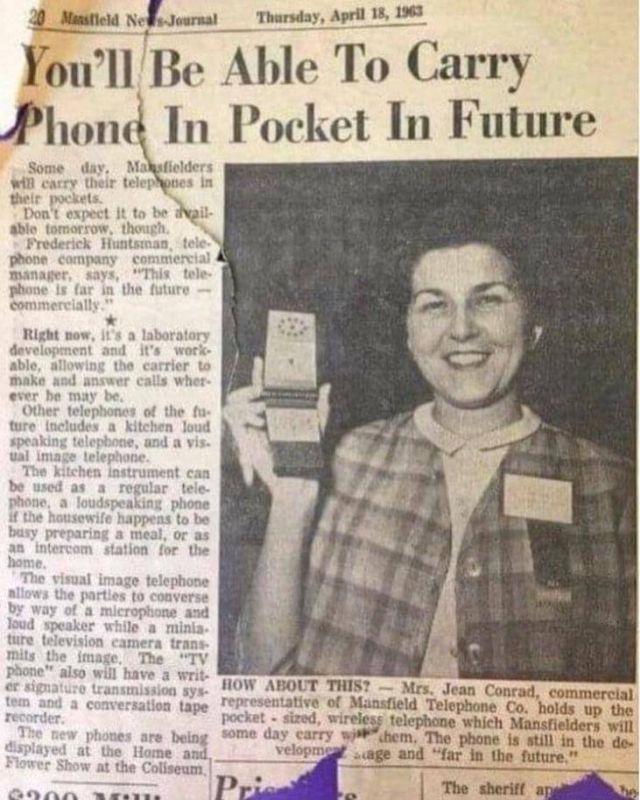 20 Mansfield News-Journal Thursday, April 18, 1963
You'll Be Able To Carry
Phone In Pocket In Future
Some day, Mansfielders
will carry their telephones in
their pockets.
Don't expect it to be avail-
able tomorrow, though.
Frederick Huntsman, tele-
phone company commercial
manager, says, "This tele-
phone is far in the future —
commercially."
★
Right now, it's a laboratory
development and it's work-
able, allowing the carrier to
make and answer calls wher-
ever he may be.
Other telephones of the fu-
ture includes a kitchen loud
speaking telephone, and a vis-
ual image telephone.
The kitchen instrument can
be used as a regular tele-
phone, a loudspeaking phone
if the housewife happens to be
busy preparing a meal, or as
an intercom station for the
home.
The visual image telephone
allows the parties to converse
by way of a microphone and
loud speaker while a minia-
ture television camera trans-
mits the image. The "TV
phone" also will have a writ-
er signature transmission sys-
tem and a conversation tape
recorder.
The new phones are being
displayed at the Home and
Flower Show at the Coliseum.
HOW ABOUT THIS? — Mrs. Jean Conrad, commercial
representative of Mansfield Telephone Co. holds up the
pocket - sized, wireless telephone which Mansfielders will
some day carry with them. The phone is still in the de-
velopment stage and "far in the future."
The sheriff